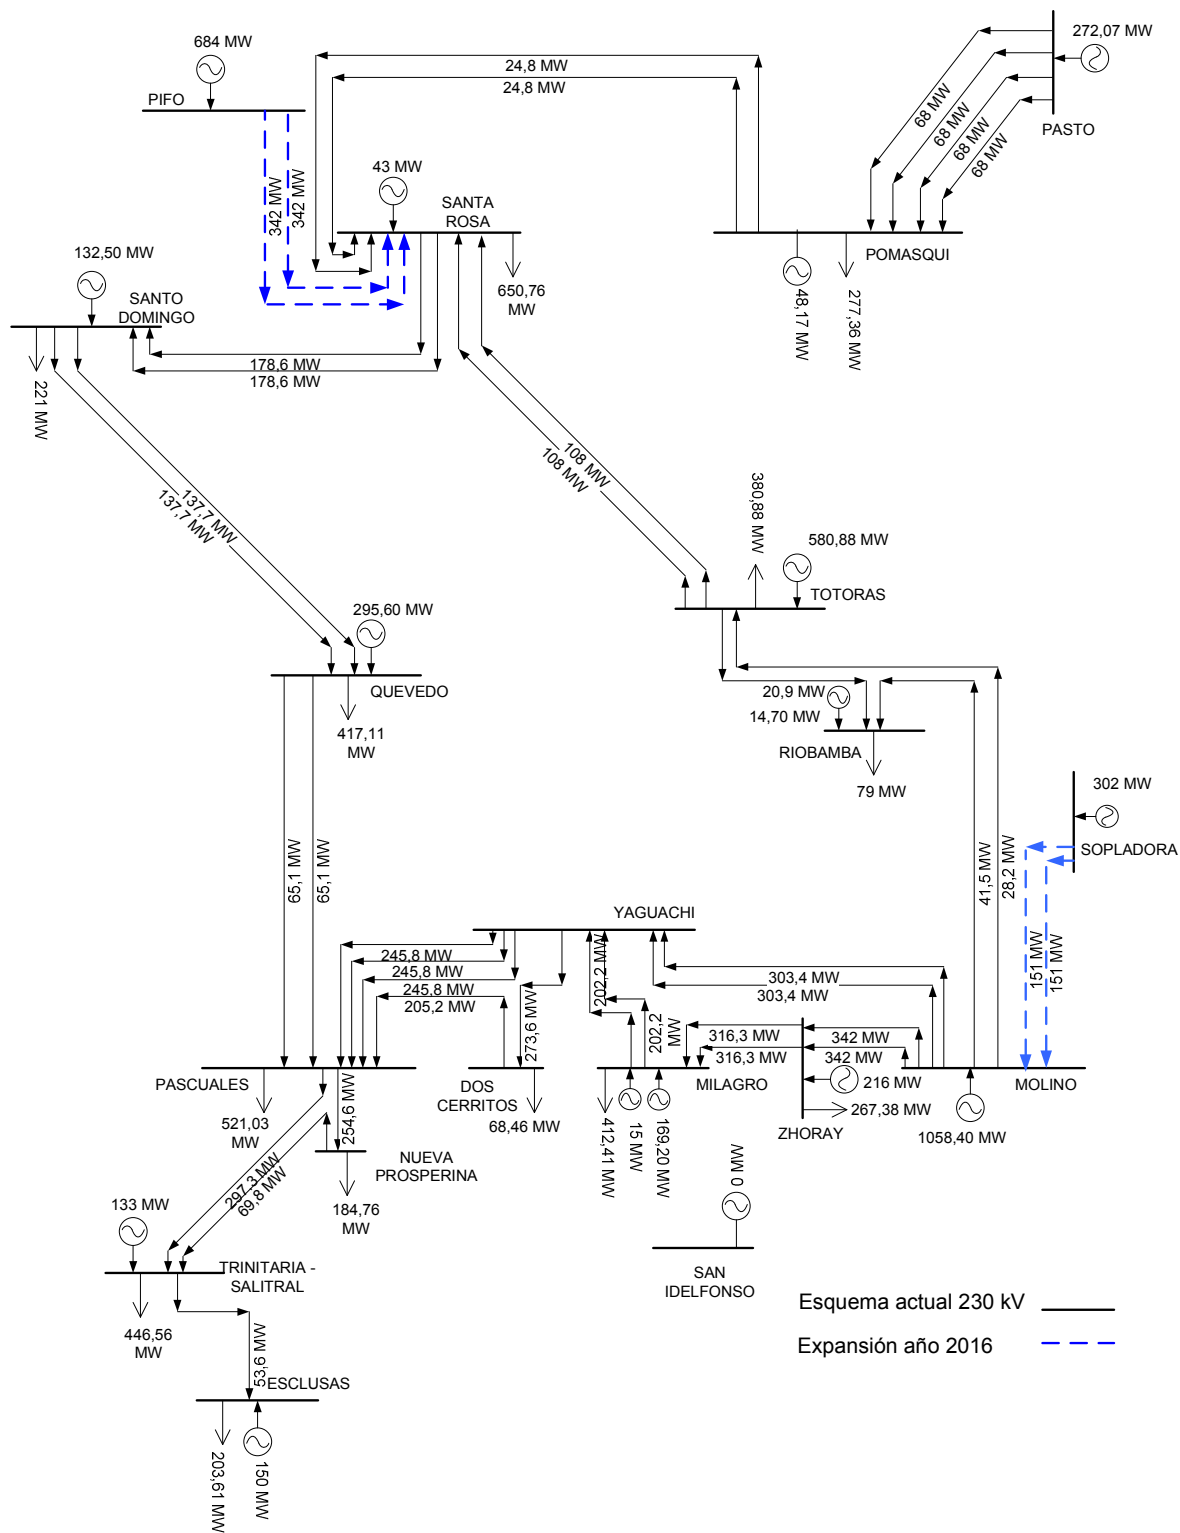 684 MW
272,07 MW
24,8 MW
24,8 MW
PIFO
68 MW
68 MW
68 MW
68 MW
PASTO
342 MW
342 MW
43 MW
SANTA
ROSA
POMASQUI
132,50 MW
SANTO
DOMINGO
650,76
MW
48,17 MW
277,36 MW
178,6 MW
178,6 MW
221 MW
137,7 MW
137,7 MW
108 MW
108 MW
380,88 MW
580,88 MW
TOTORAS
295,60 MW
QUEVEDO
417,11
MW
20,9 MW
14,70 MW
RIOBAMBA
79 MW
302 MW
SOPLADORA
65,1 MW
65,1 MW
41,5 MW
28,2 MW
151 MW
151 MW
YAGUACHI
245,8 MW
245,8 MW
245,8 MW
205,2 MW
273,6 MW
202,2 MW
202,2
MW
303,4 MW
303,4 MW
316,3 MW
316,3 MW
342 MW
342 MW
PASCUALES
DOS
CERRITOS
MILAGRO
216 MW
MOLINO
521,03
MW
254,6 MW
68,46 MW
412,41 MW
15 MW
169,20 MW
267,38 MW
ZHORAY
1058,40 MW
NUEVA
PROSPERINA
297,3 MW
69,8 MW
184,76
MW
0 MW
133 MW
TRINITARIA -
SALITRAL
SAN
IDELFONSO
446,56
MW
53,6 MW
ESCLUSAS
203,61 MW
150 MW
Esquema actual 230 kV
Expansión año 2016